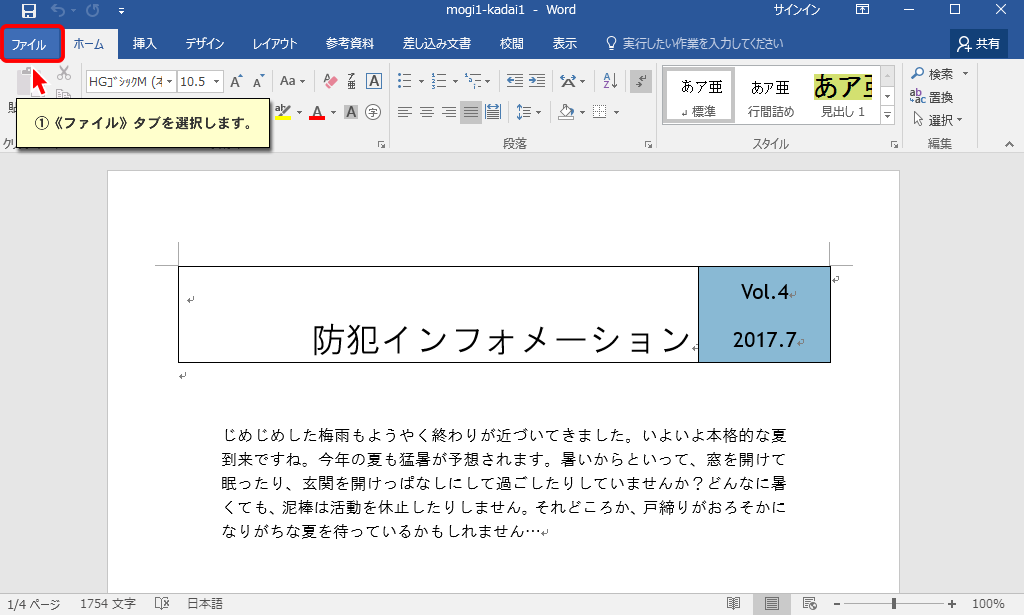 mogi1-kadai1 - Word
サインイン
ファイル
ホーム
挿入
デザイン
レイアウト
参考資料
差し込み文書
校閲
表示
実行したい作業を入力してください
共有
10.5
Aa
あア亜
標準
あア亜
行間詰め
見出し 1
検索
置換
選択
①《ファイル》タブを選択します。
段落
スタイル
編集
Vol.4
防犯インフォメーション
2017.7
じめじめした梅雨もようやく終わりが近づいてきました。いよいよ本格的な夏
到来ですね。今年の夏も猛暑が予想されます。暑いからといって、窓を開けて
眠ったり、玄関を開けっぱなしにして過ごしたりしていませんか？どんなに暑
くても、泥棒は活動を休止したりしません。それどころか、戸締りがおろそかに
なりがちな夏を待っているかもしれません…
1/4 ページ
1754 文字
日本語
100%